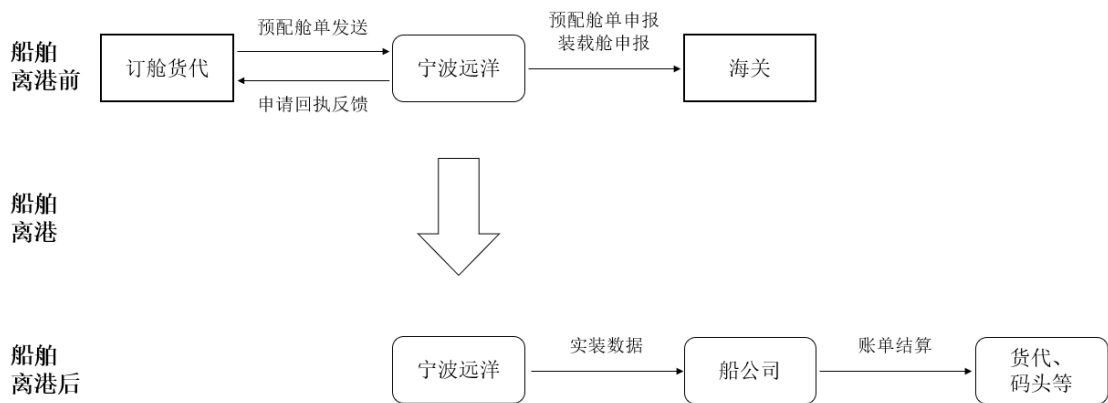 船舶
离港前
订舱货代
预配舱单发送
申请回执反馈
宁波远洋
预配舱单申报
装载舱申报
海关
船舶
离港
船舶
离港后
宁波远洋
实装数据
船公司
账单结算
货代、
码头等